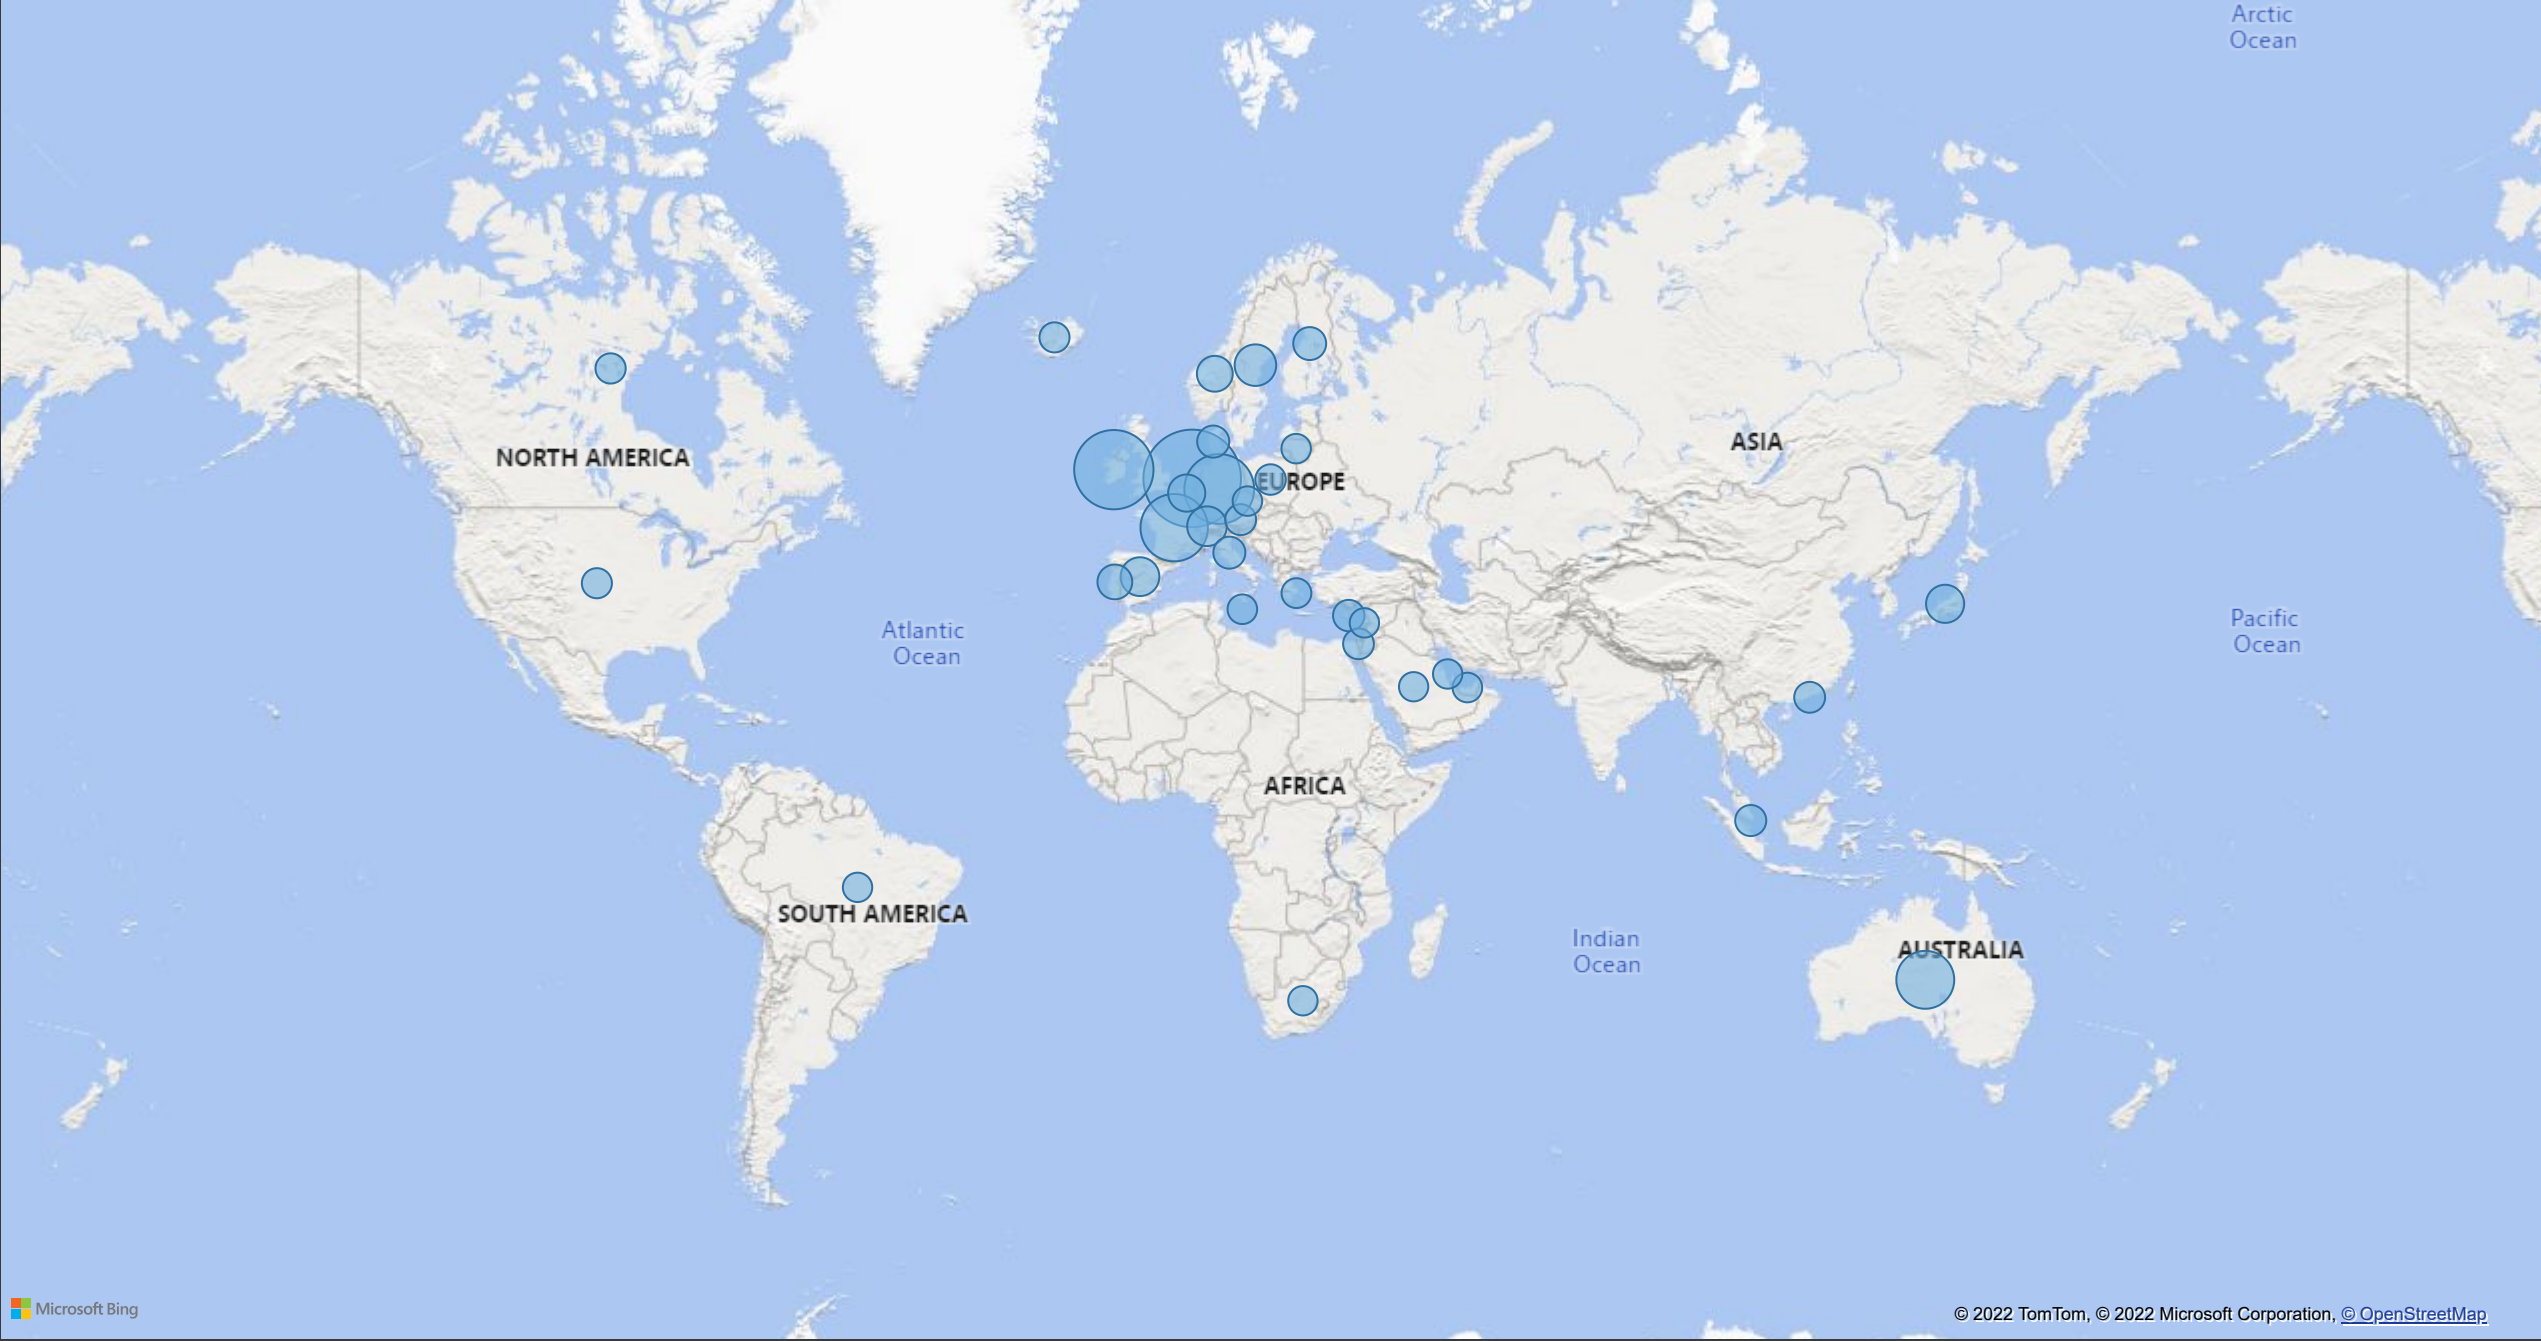 Arctic
Ocean
NORTH AMERICA
ASIA
EUROPE
Atlantic
Ocean
Pacific
Ocean
AFRICA
SOUTH AMERICA
Indian
Ocean
AUSTRALIA
Microsoft Bing
© 2022 TomTom, © 2022 Microsoft Corporation, © OpenStreetMap